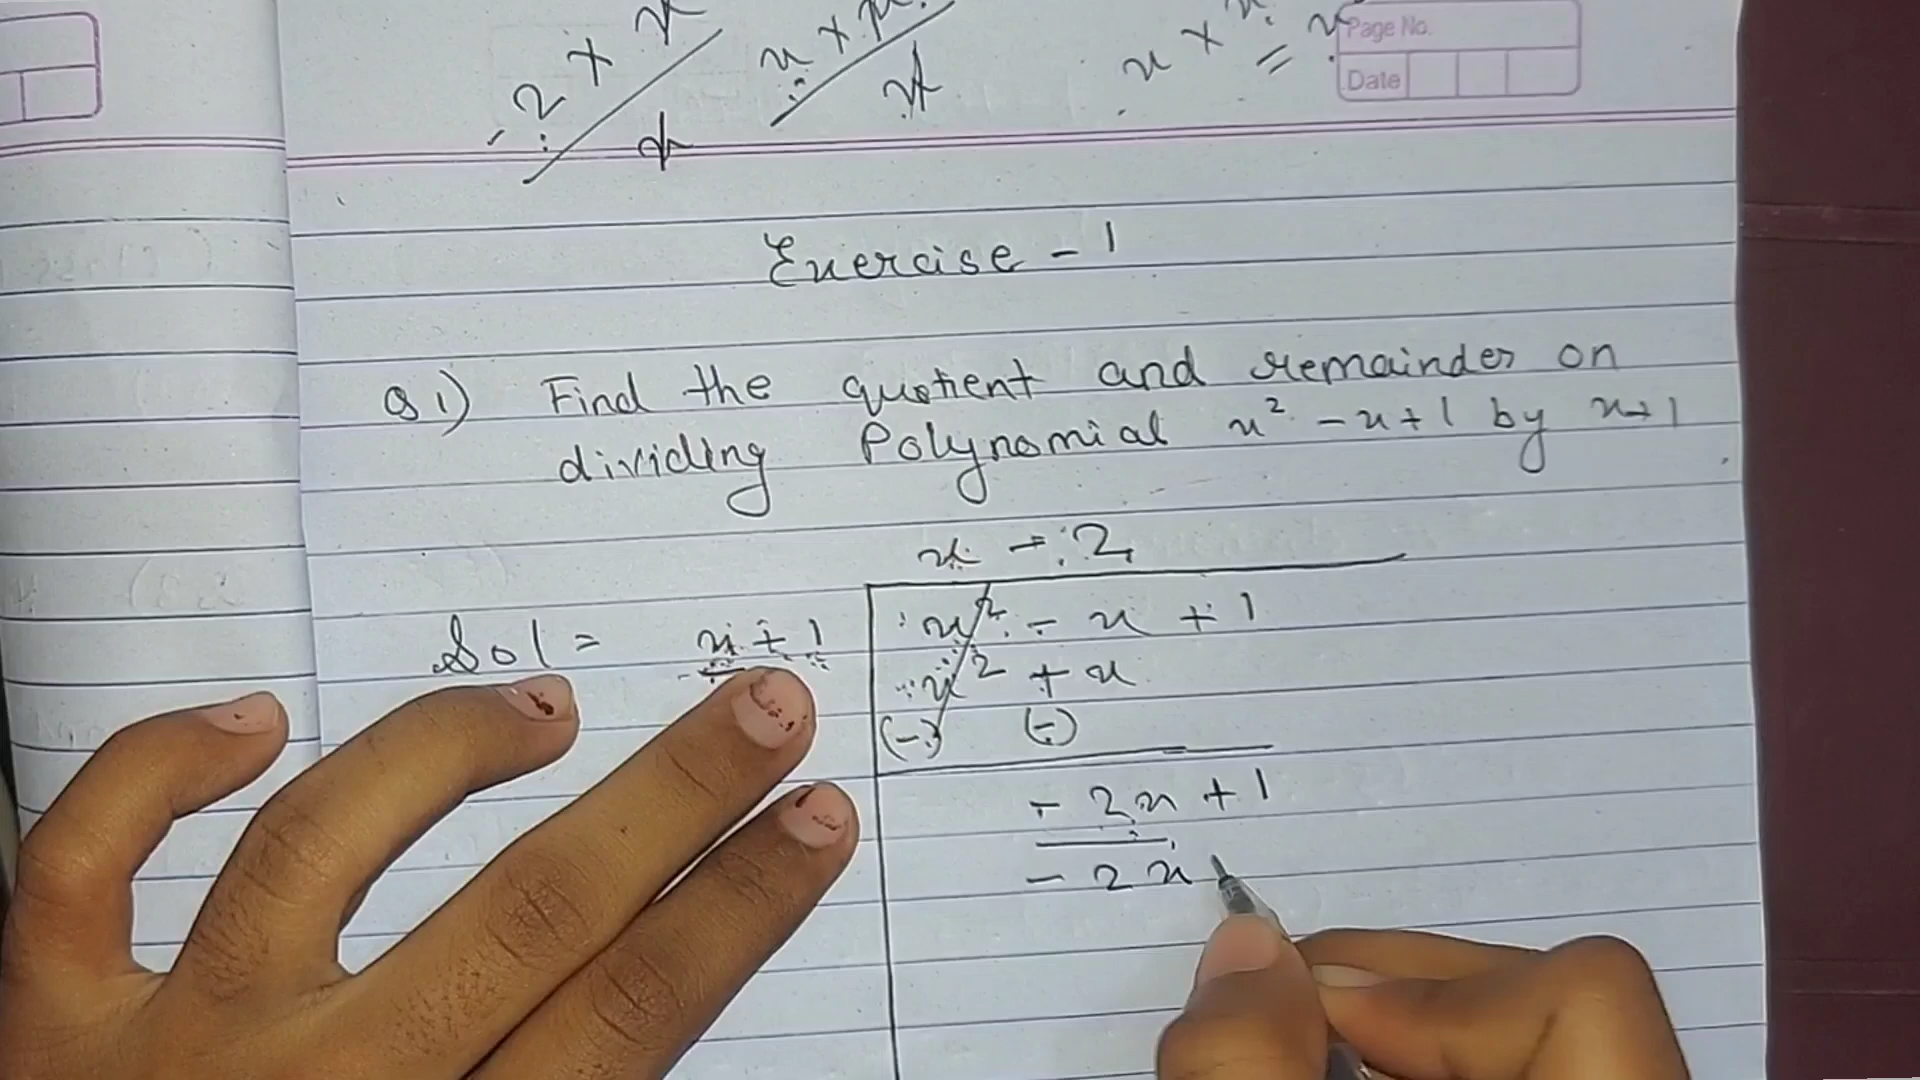 -2 × x x × x x × x
= x
x x
Page No.
Date
Exercise - 1
Q1) Find the quotient and remainder on
dividing Polynomial x² - x + 1 by x + 1
x - 2
Sol = x + 1 x² - x + 1
x² + x
(-) (-)
- 2x + 1
- 2x